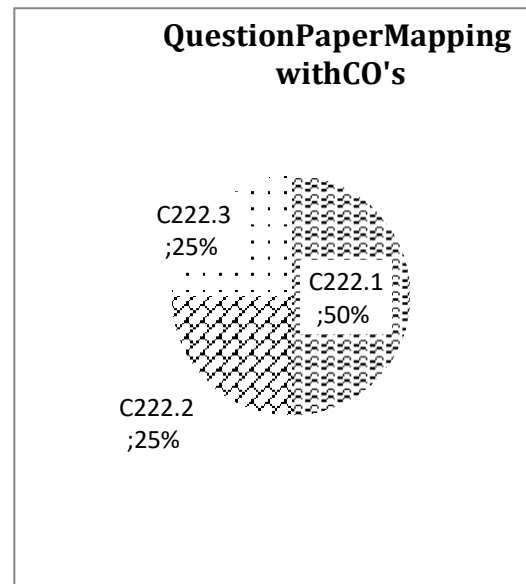 QuestionPaperMapping
withCO's
C222.3
;25%
C222.1
;50%
C222.2
;25%